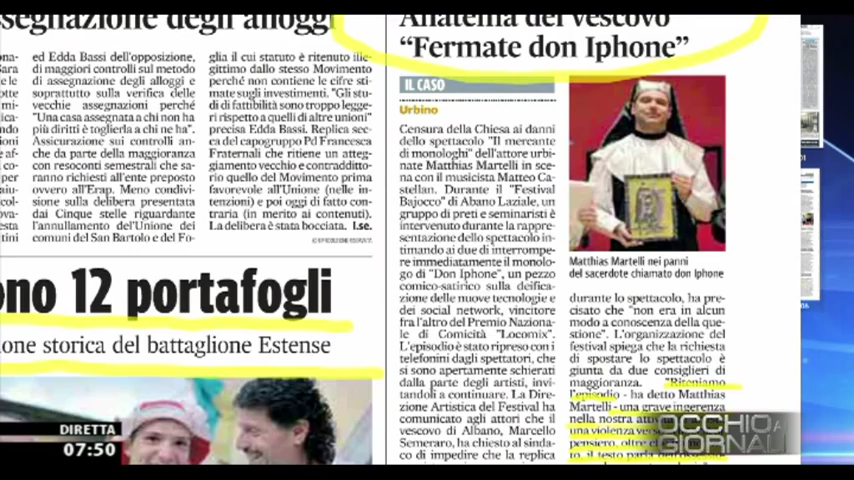 segnazione degli alloggi
ed Edda Bassi dell'opposizione,
di maggiori controlli sul metodo
di assegnazione degli alloggi e
soprattutto sulla verifica delle
vecchie assegnazioni perché
"Una casa assegnata a chi non ha
più diritti è toglierla a chi ne ha".
Assicurazione sui controlli an-
che da parte della maggioranza
con resoconti semestrali che sa-
ranno richiesti all'ente preposto
ovvero all'Erap. Meno condivi-
sione sulla delibera presentata
dai Cinque stelle riguardante
l'annullamento dell'Unione dei
comuni del San Bartolo e del Fo-
glia il cui statuto è ritenuto ille-
gittimo dallo stesso Movimento
perché non contiene le cifre sti-
mate sugli investimenti. "Gli stu-
di di fattibilità sono troppo legge-
ri rispetto a quelli di altre unioni"
precisa Edda Bassi. Replica sec-
ca del capogruppo Pd Francesca
Fraternali che ritiene un atteg-
giamento vecchio e contradditto-
rio quello del Movimento prima
favorevole all'Unione (nelle in-
tenzioni) e poi oggi di fatto con-
traria (in merito ai contenuti).
La delibera è stata bocciata. l.se.
© RIPRODUZIONE RISERVATA
ono 12 portafogli
ione storica del battaglione Estense
Anatema del vescovo
"Fermate don Iphone"
IL CASO
Urbino
Censura della Chiesa ai danni
dello spettacolo "Il mercante
di monologhi" dell'attore urbi-
nate Matthias Martelli in sce-
na con il musicista Matteo Ca-
stellan. Durante il "Festival
Bajocco" di Abano Laziale, un
gruppo di preti e seminaristi è
intervenuto durante la rappre-
sentazione dello spettacolo in-
timando ai due di interrompe-
re immediatamente il monolo-
go di "Don Iphone", un pezzo
comico-satirico sulla deifica-
zione delle nuove tecnologie e
dei social network, vincitore
fra l'altro del Premio Naziona-
le di Comicità "Locomix".
L'episodio è stato ripreso con i
telefonini dagli spettatori, che
si sono apertamente schierati
dalla parte degli artisti, invi-
tandoli a continuare. La Dire-
zione Artistica del Festival ha
comunicato agli attori che il
vescovo di Albano, Marcello
Semeraro, ha chiesto al sinda-
co di impedire che la replica
Matthias Martelli nei panni
del sacerdote chiamato don Iphone
durante lo spettacolo, ha pre-
cisato che "non era in alcun
modo a conoscenza della que-
stione". L'organizzazione del
festival spiega che la richiesta
di spostare lo spettacolo è
giunta da due consiglieri di
maggioranza. "Riteniamo
l'episodio - ha detto Matthias
Martelli - una grave ingerenza
nella nostra
una violenza
pensiero, oltre
to, il testo parla
DIRETTA
07:50
OCCHIO AI
GIORNALI